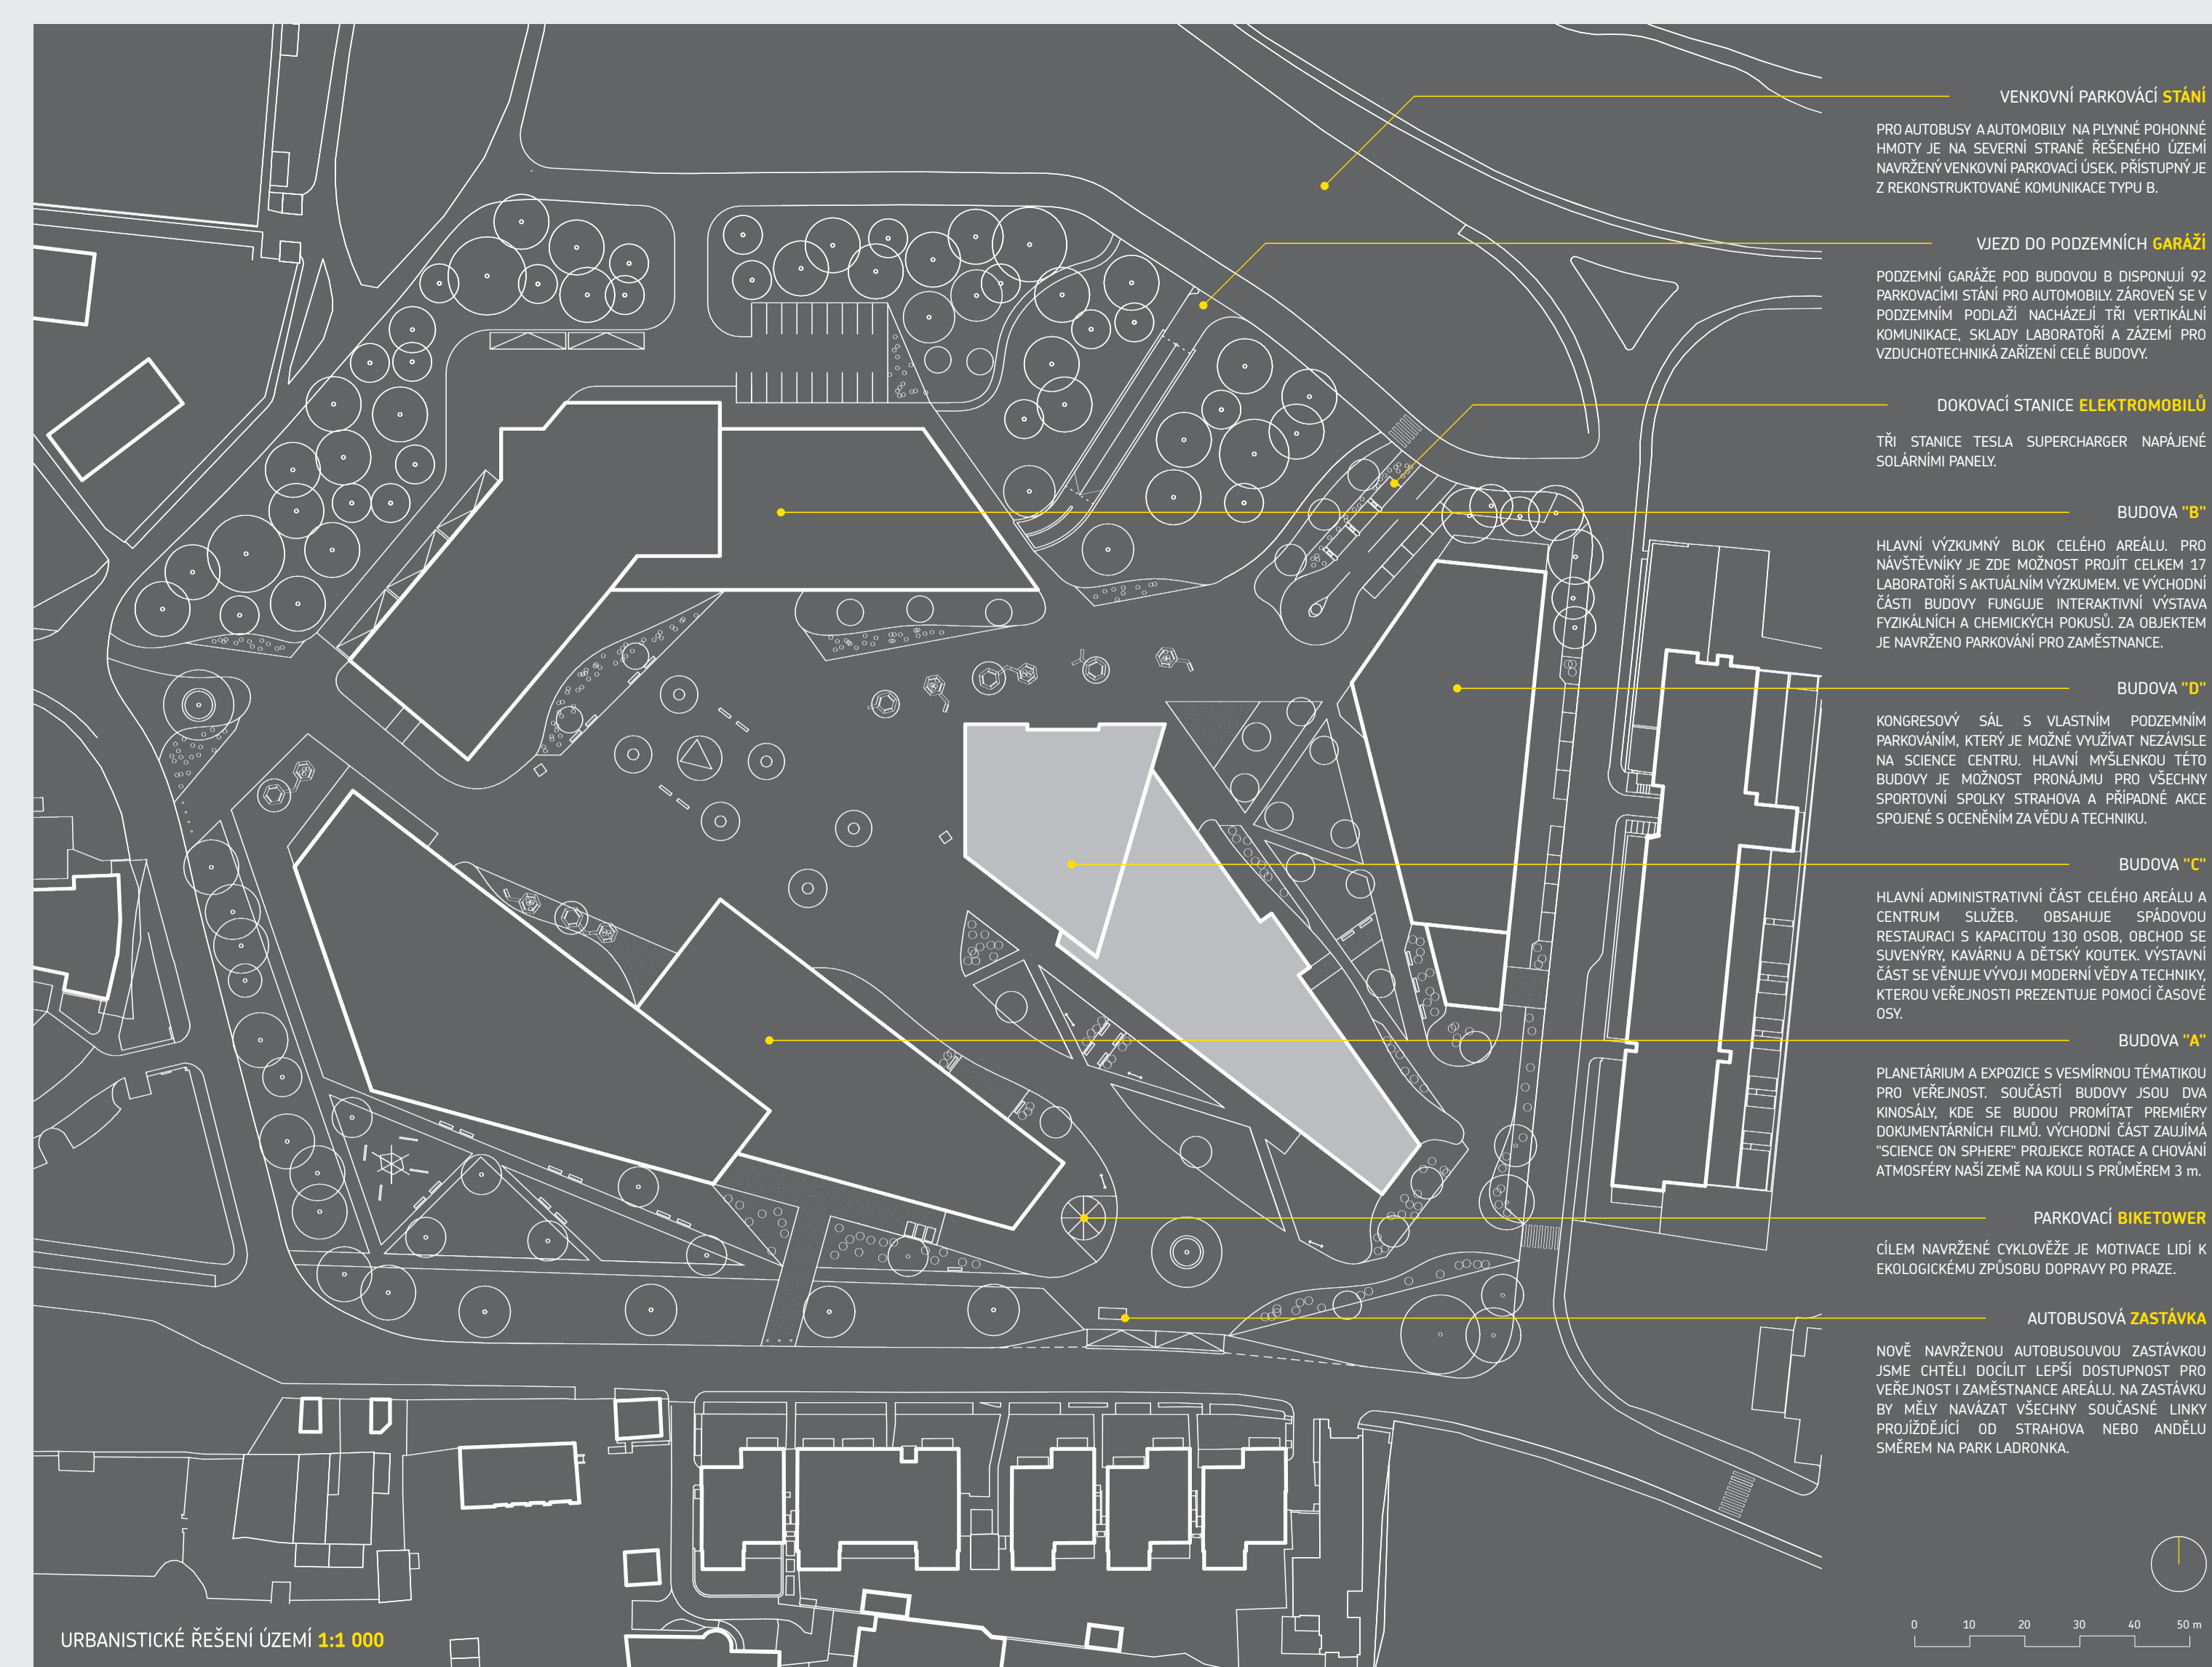 VENKOVNÍ PARKOVÁCÍ STÁNÍ
PRO AUTOBUSY A AUTOMOBILY NA PLYNNÉ POHONNÉ
HMOTY JE NA SEVERNÍ STRANĚ ŘEŠENÉHO ÚZEMÍ
NAVRŽENÝ VENKOVNÍ PARKOVACÍ ÚSEK. PŘÍSTUPNÝ JE
Z REKONSTRUKTOVANÉ KOMUNIKACE TYPU B.
VJEZD DO PODZEMNÍCH GARÁŽÍ
PODZEMNÍ GARÁŽE POD BUDOVOU B DISPONUJÍ 92
PARKOVACÍMI STÁNÍ PRO AUTOMOBILY. ZÁROVEŇ SE V
PODZEMNÍM PODLAŽÍ NACHÁZEJÍ TŘI VERTIKÁLNÍ
KOMUNIKACE, SKLADY LABORATOŘÍ A ZÁZEMÍ PRO
VZDUCHOTECHNIKÁ ZAŘÍZENÍ CELÉ BUDOVY.
DOKOVACÍ STANICE ELEKTROMOBILŮ
TŘI STANICE TESLA SUPERCHARGER NAPÁJENÉ
SOLÁRNÍMI PANELY.
BUDOVA "B"
HLAVNÍ VÝZKUMNÝ BLOK CELÉHO AREÁLU. PRO
NÁVŠTĚVNÍKY JE ZDE MOŽNOST PROJÍT CELKEM 17
LABORATOŘÍ S AKTUÁLNÍM VÝZKUMEM. VE VÝCHODNÍ
ČÁSTI BUDOVY FUNGUJE INTERAKTIVNÍ VÝSTAVA
FYZIKÁLNÍCH A CHEMICKÝCH POKUSŮ. ZA OBJEKTEM
JE NAVRŽENO PARKOVÁNÍ PRO ZAMĚSTNANCE.
BUDOVA "D"
KONGRESOVÝ SÁL S VLASTNÍM PODZEMNÍM
PARKOVÁNÍM, KTERÝ JE MOŽNÉ VYUŽÍVAT NEZÁVISLE
NA SCIENCE CENTRU. HLAVNÍ MYŠLENKOU TÉTO
BUDOVY JE MOŽNOST PRONÁJMU PRO VŠECHNY
SPORTOVNÍ SPOLKY STRAHOVA A PŘÍPADNÉ AKCE
SPOJENÉ S OCENĚNÍM ZA VĚDU A TECHNIKU.
BUDOVA "C"
HLAVNÍ ADMINISTRATIVNÍ ČÁST CELÉHO AREÁLU A
CENTRUM SLUŽEB. OBSAHUJE SPÁDOVOU
RESTAURACI S KAPACITOU 130 OSOB, OBCHOD SE
SUVENÝRY, KAVÁRNU A DĚTSKÝ KOUTEK. VÝSTAVNÍ
ČÁST SE VĚNUJE VÝVOJI MODERNÍ VĚDY A TECHNIKY,
KTEROU VEŘEJNOSTI PREZENTUJE POMOCÍ ČASOVÉ
OSY.
BUDOVA "A"
PLANETÁRIUM A EXPOZICE S VESMÍRNOU TÉMATIKOU
PRO VEŘEJNOST. SOUČÁSTÍ BUDOVY JSOU DVA
KINOSÁLY, KDE SE BUDOU PROMÍTAT PREMIÉRY
DOKUMENTÁRNÍCH FILMŮ. VÝCHODNÍ ČÁST ZAUJÍMÁ
"SCIENCE ON SPHERE" PROJEKCE ROTACE A CHOVÁNÍ
ATMOSFÉRY NAŠÍ ZEMĚ NA KOULI S PRŮMĚREM 3 m.
PARKOVACÍ BIKETOWER
CÍLEM NAVRŽENÉ CYKLOVĚŽE JE MOTIVACE LIDÍ K
EKOLOGICKÉMU ZPŮSOBU DOPRAVY PO PRAZE.
AUTOBUSOVÁ ZASTÁVKA
NOVĚ NAVRŽENOU AUTOBUSOUVOU ZASTÁVKOU
JSME CHTĚLI DOCÍLIT LEPŠÍ DOSTUPNOST PRO
VEŘEJNOST I ZAMĚSTNANCE AREÁLU. NA ZASTÁVKU
BY MĚLY NAVÁZAT VŠECHNY SOUČASNÉ LINKY
PROJÍŽDĚJÍCÍ OD STRAHOVA NEBO ANDĚLU
SMĚREM NA PARK LADRONKA.
0 10 20 30 40 50 m
URBANISTICKÉ ŘEŠENÍ ÚZEMÍ 1:1 000